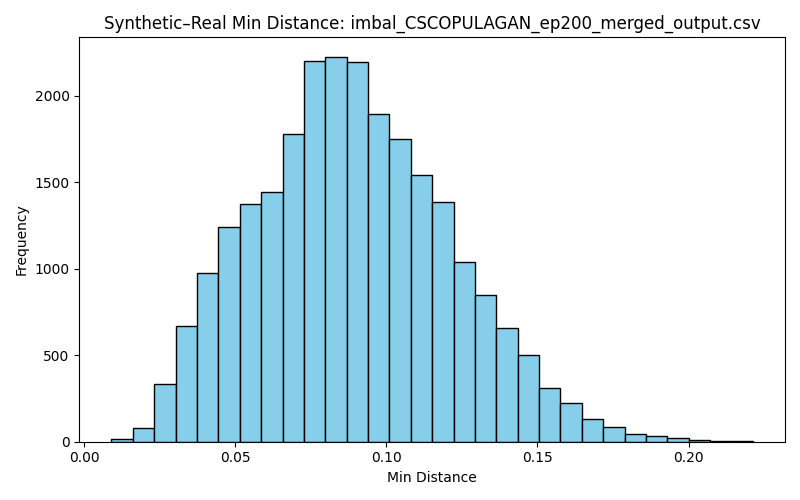 Synthetic–Real Min Distance: imbal_CSCOPULAGAN_ep200_merged_output.csv
2000
1500
1000
500
0
Frequency
0.00 0.05 0.10 0.15 0.20
Min Distance